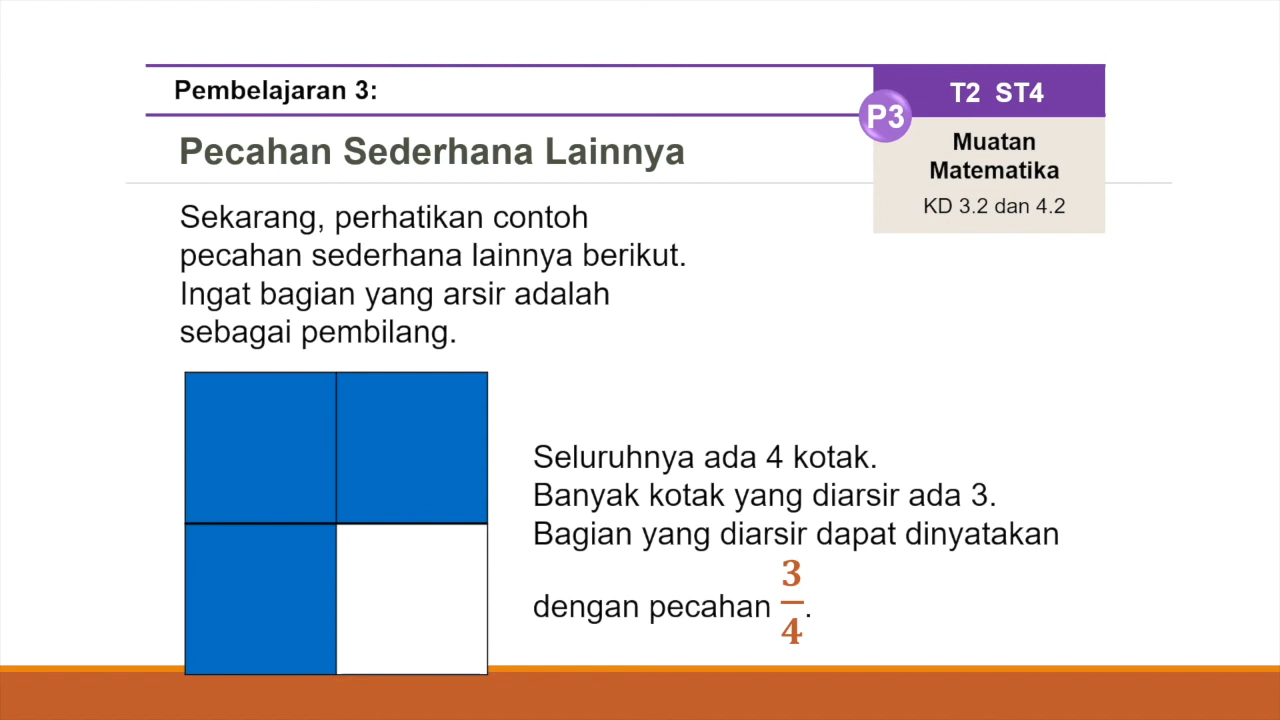 Pembelajaran 3:
T2 ST4
P3
Muatan
Matematika
KD 3.2 dan 4.2
Pecahan Sederhana Lainnya
Sekarang, perhatikan contoh
pecahan sederhana lainnya berikut.
Ingat bagian yang arsir adalah
sebagai pembilang.
Seluruhnya ada 4 kotak.
Banyak kotak yang diarsir ada 3.
Bagian yang diarsir dapat dinyatakan
dengan pecahan 3/4.